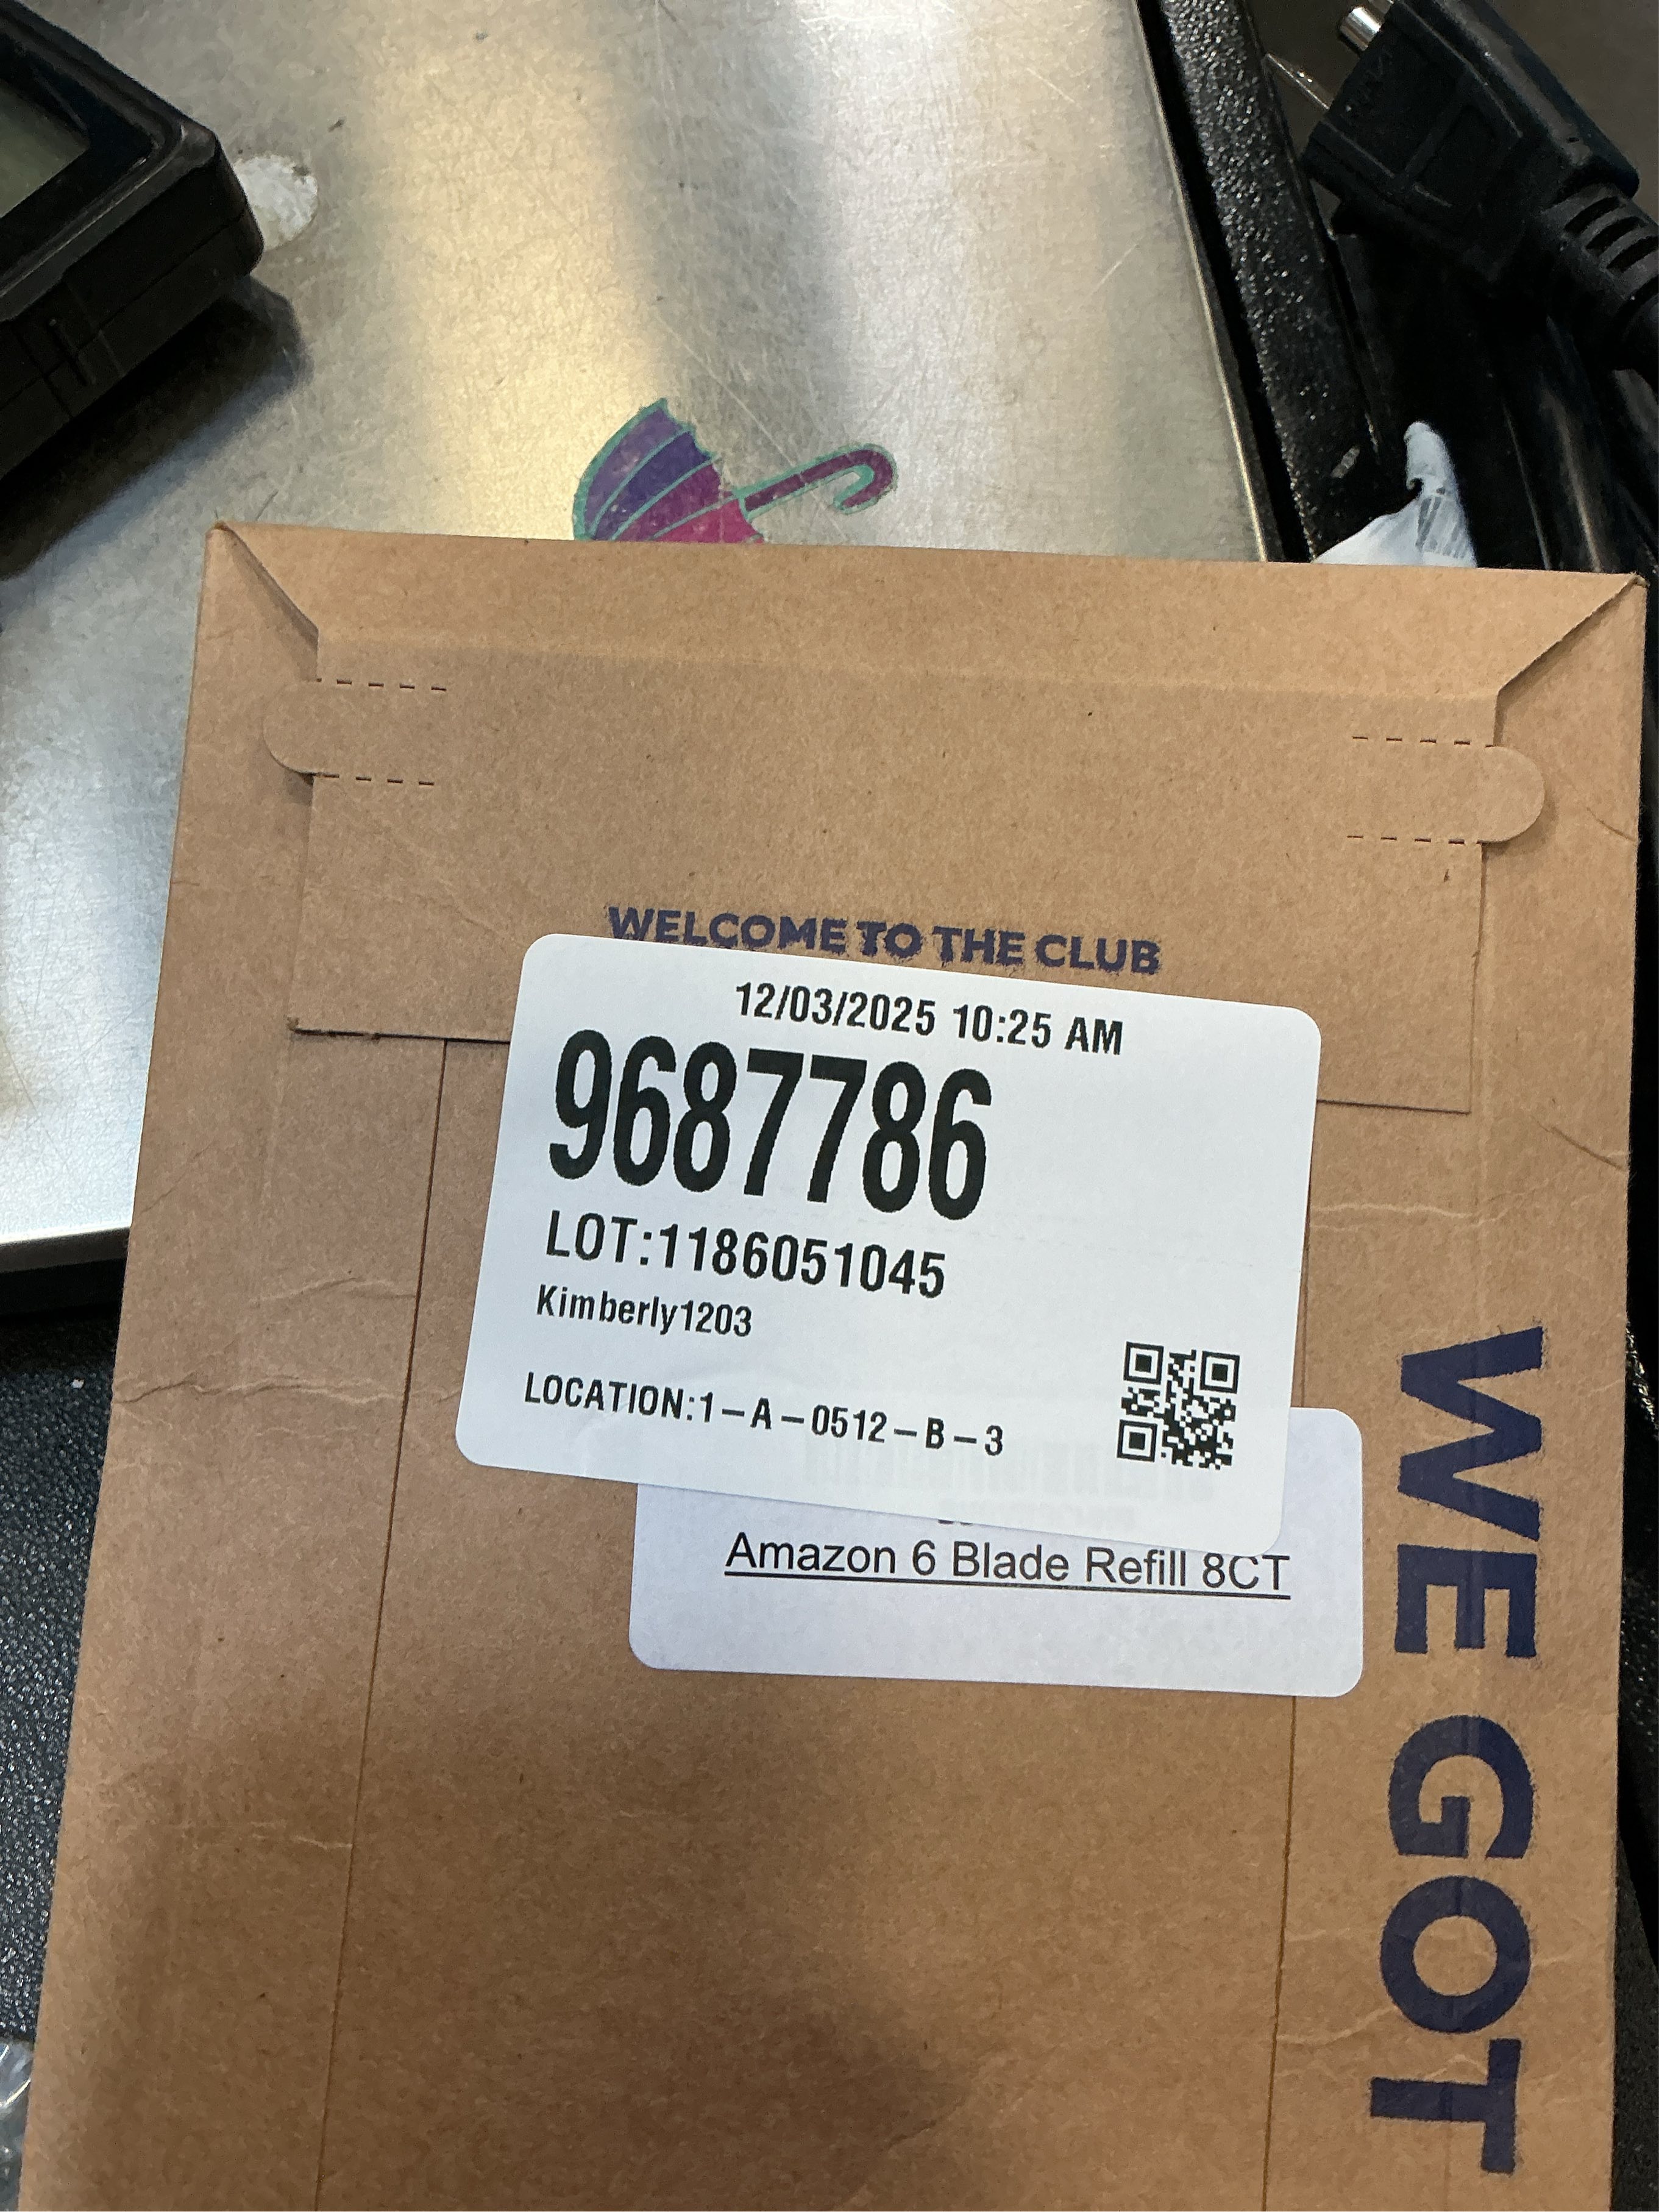 WELCOME TO THE CLUB
12/03/2025 10:25 AM
9687786
LOT:1186051045
Kimberly1203
LOCATION:1-A-0512-B-3
Amazon 6 Blade Refill 8CT
WE GOT